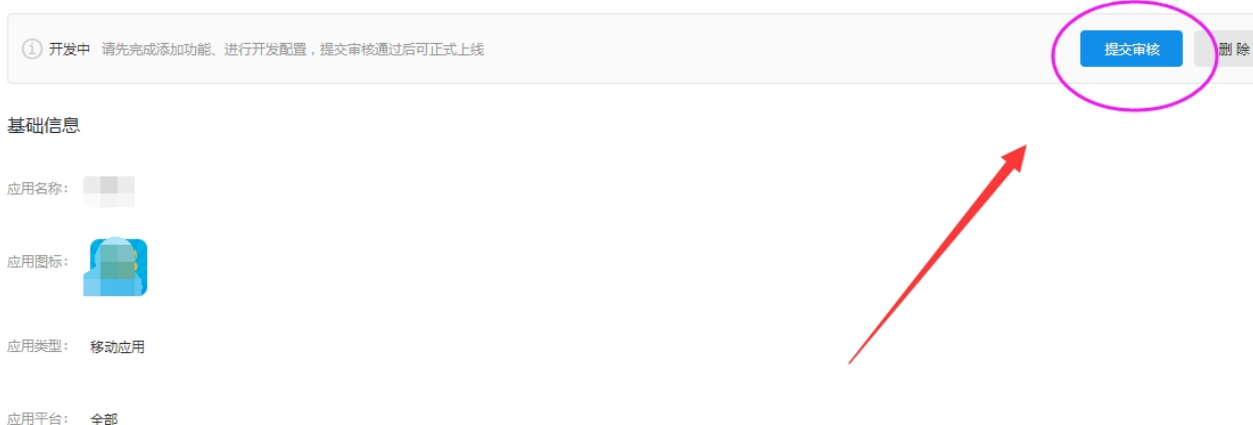 开发中 请先完成添加功能、进行开发配置，提交审核通过后可正式上线 提交审核 删 除
基础信息
应用名称：
应用图标：
应用类型： 移动应用
应用平台： 全部